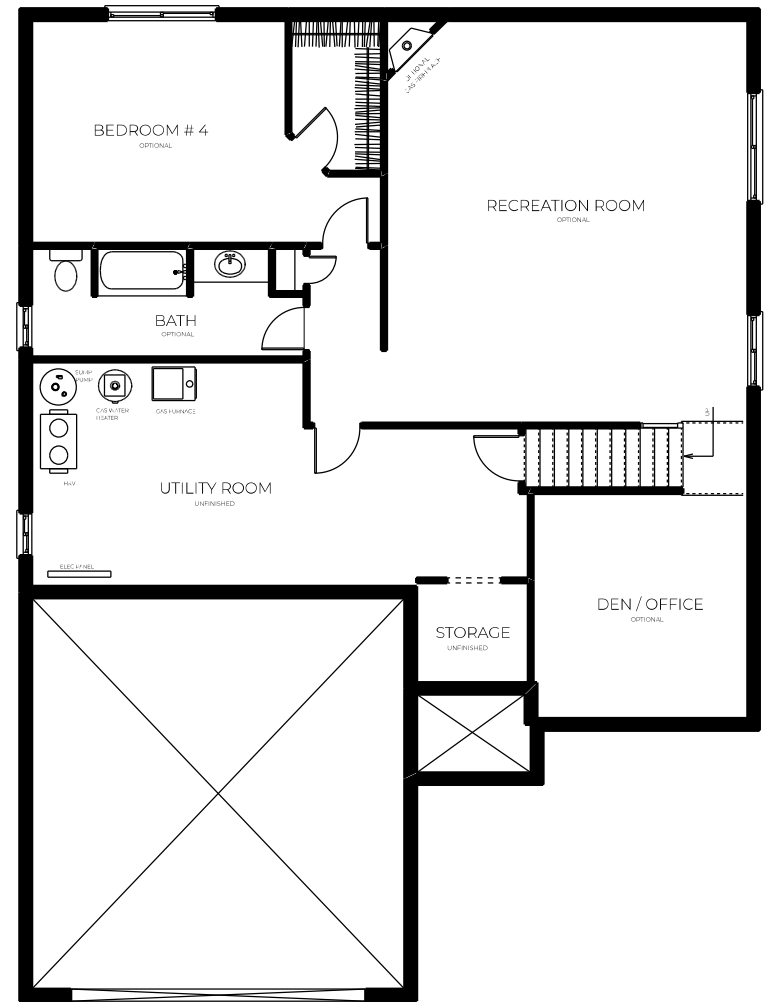 BEDROOM # 4
OPTIONAL
RECREATION ROOM
OPTIONAL
BATH
OPTIONAL
SUMP
PUMP
GAS WATER
HEATER
GAS FURNACE
UP
UTILITY ROOM
UNFINISHED
ELEC PANEL
DEN / OFFICE
OPTIONAL
STORAGE
UNFINISHED